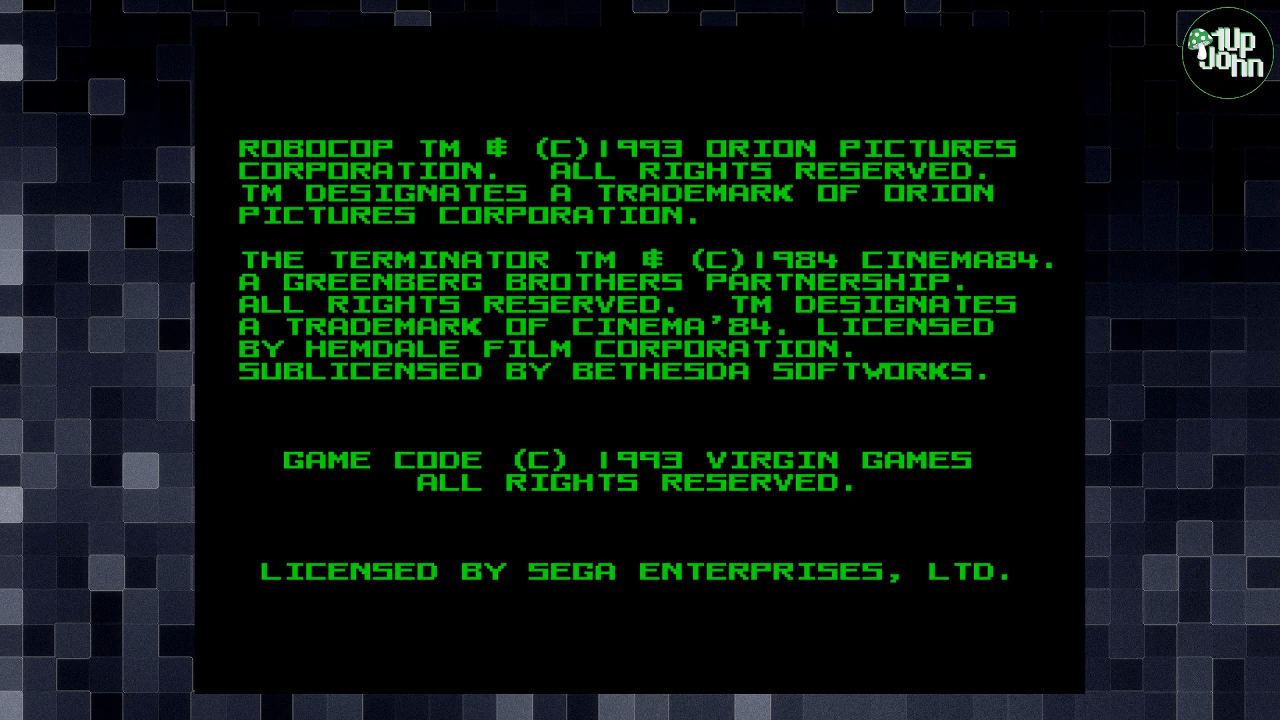 1Up
John
ROBOCOP TM & (C)1993 ORION PICTURES
CORPORATION. ALL RIGHTS RESERVED.
TM DESIGNATES A TRADEMARK OF ORION
PICTURES CORPORATION.
THE TERMINATOR TM & (C)1984 CINEMA84.
A GREENBERG BROTHERS PARTNERSHIP.
ALL RIGHTS RESERVED. TM DESIGNATES
A TRADEMARK OF CINEMA'84. LICENSED
BY HEMDALE FILM CORPORATION.
SUBLICENSED BY BETHESDA SOFTWORKS.
GAME CODE (C) 1993 VIRGIN GAMES
ALL RIGHTS RESERVED.
LICENSED BY SEGA ENTERPRISES, LTD.